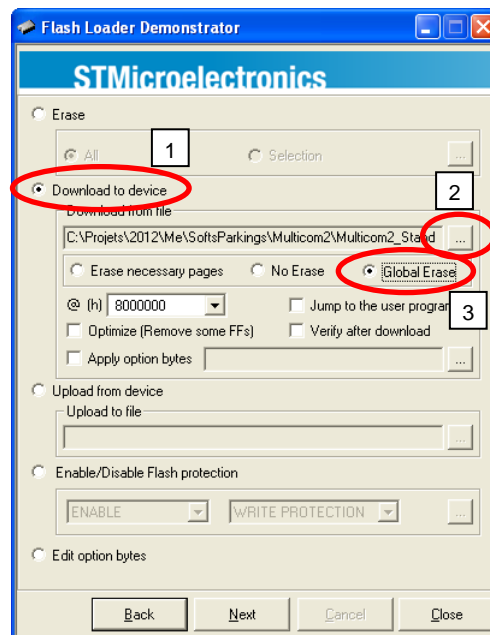 Flash Loader Demonstrator
STMicroelectronics
Erase
1
All
Selection
...
Download to device
2
Download from file
C:\Projets\2012\Me\SoftsParkings\Multicom2\Multicom2_Stand
...
Erase necessary pages
No Erase
Global Erase
3
@ (h)
8000000
Jump to the user program
Optimize (Remove some FFs)
Verify after download
Apply option bytes
...
Upload from device
Upload to file
...
Enable/Disable Flash protection
ENABLE
WRITE PROTECTION
...
Edit option bytes
Back
Next
Cancel
Close